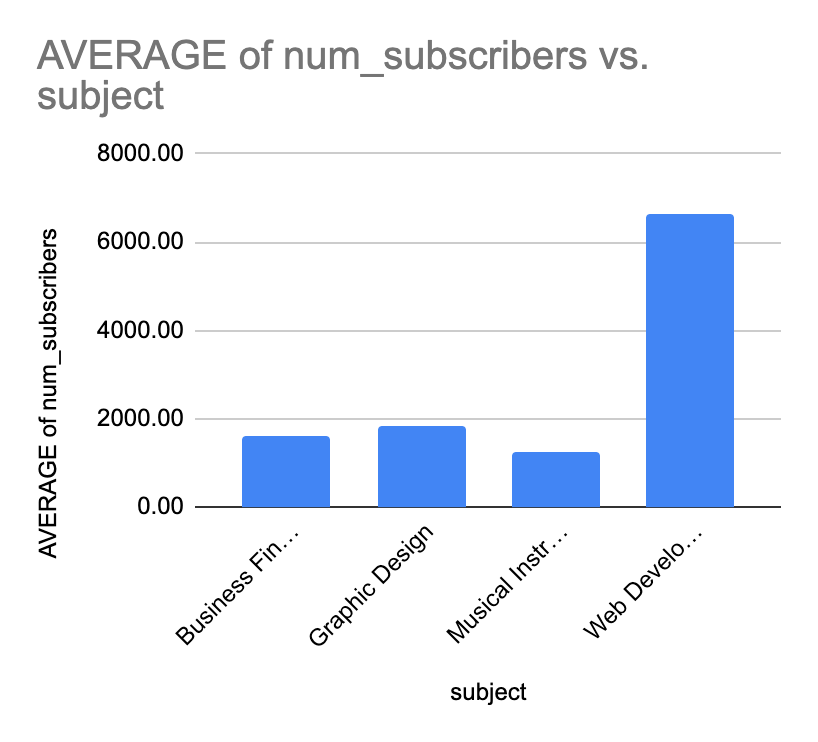 AVERAGE of num_subscribers vs.
subject
8000.00
6000.00
4000.00
2000.00
0.00
AVERAGE of num_subscribers
Business Fin…
Graphic Design
Musical Instr…
Web Develo…
subject